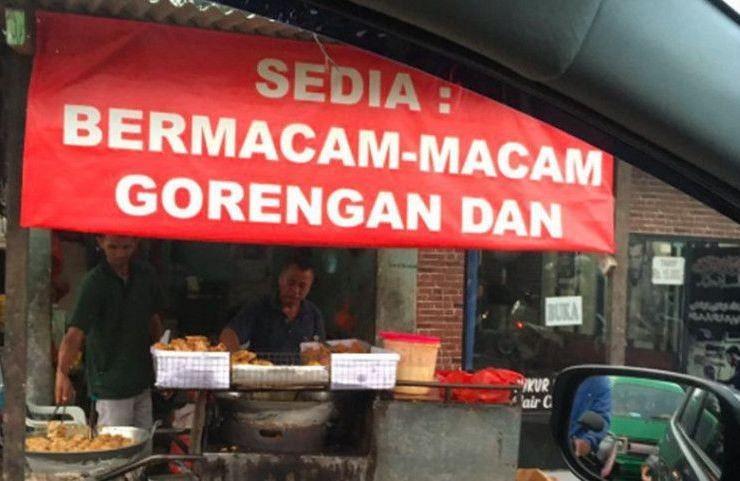 SEDIA :
BERMACAM-MACAM
GORENGAN DAN
BUKA